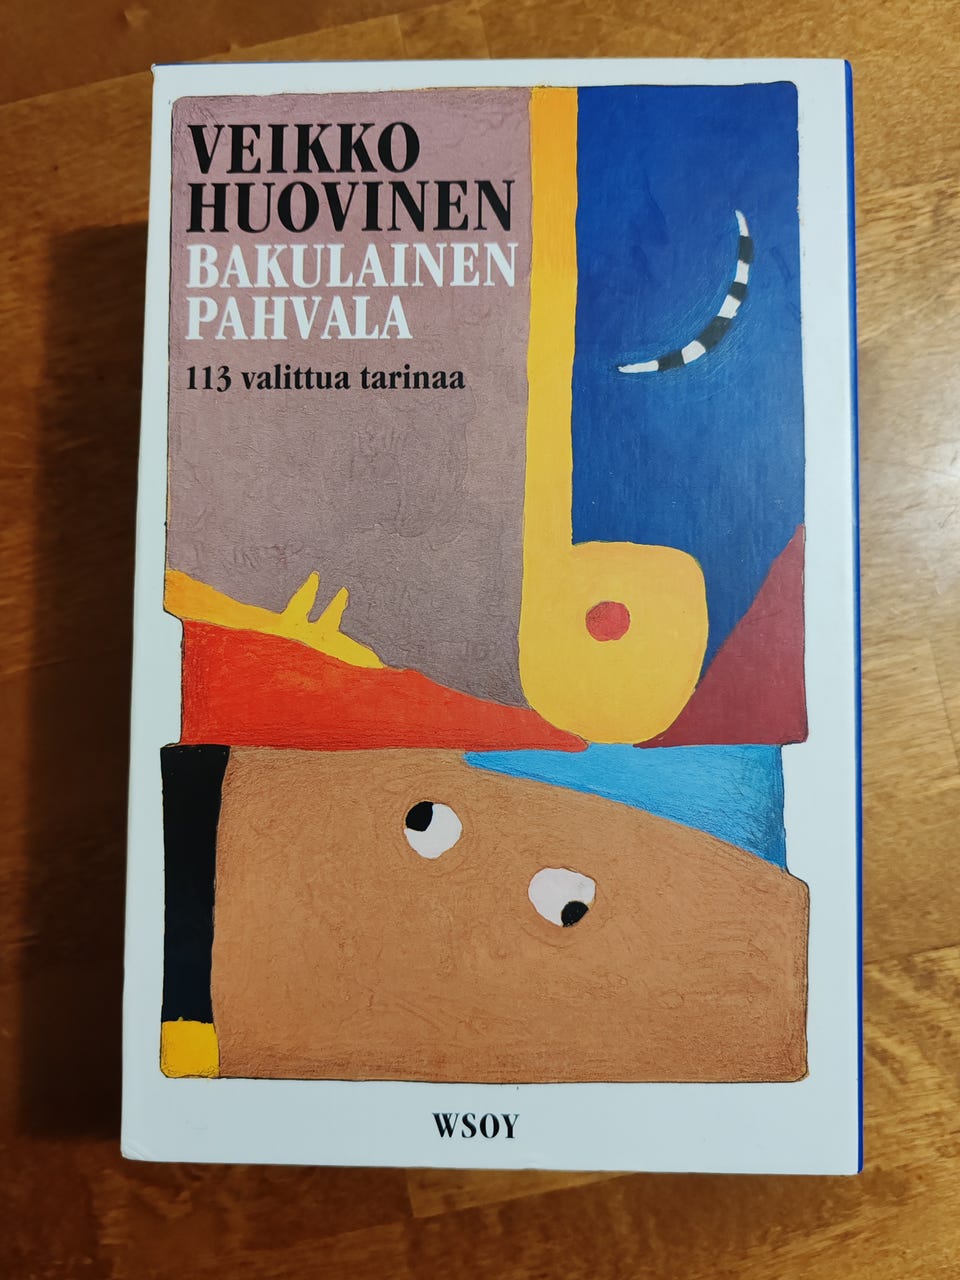 VEIKKO
HUOVINEN
BAKULAINEN
PAHVALA
113 valittua tarinaa
WSOY